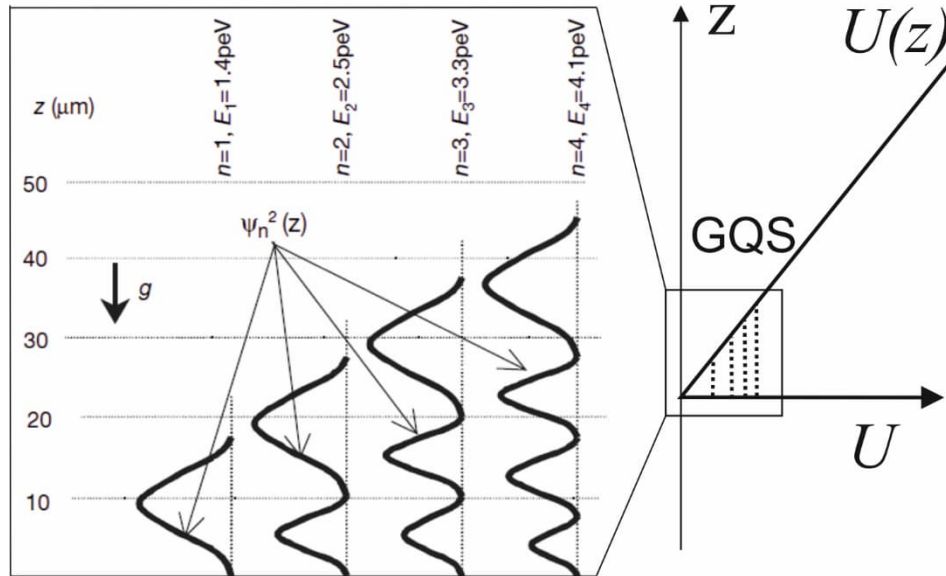 z (μm)
50
40
30
20
10
n=1, E₁=1.4peV
n=2, E₂=2.5peV
n=3, E₃=3.3peV
n=4, E₄=4.1peV
ψₙ² (z)
g
Z
U(z)
GQS
U